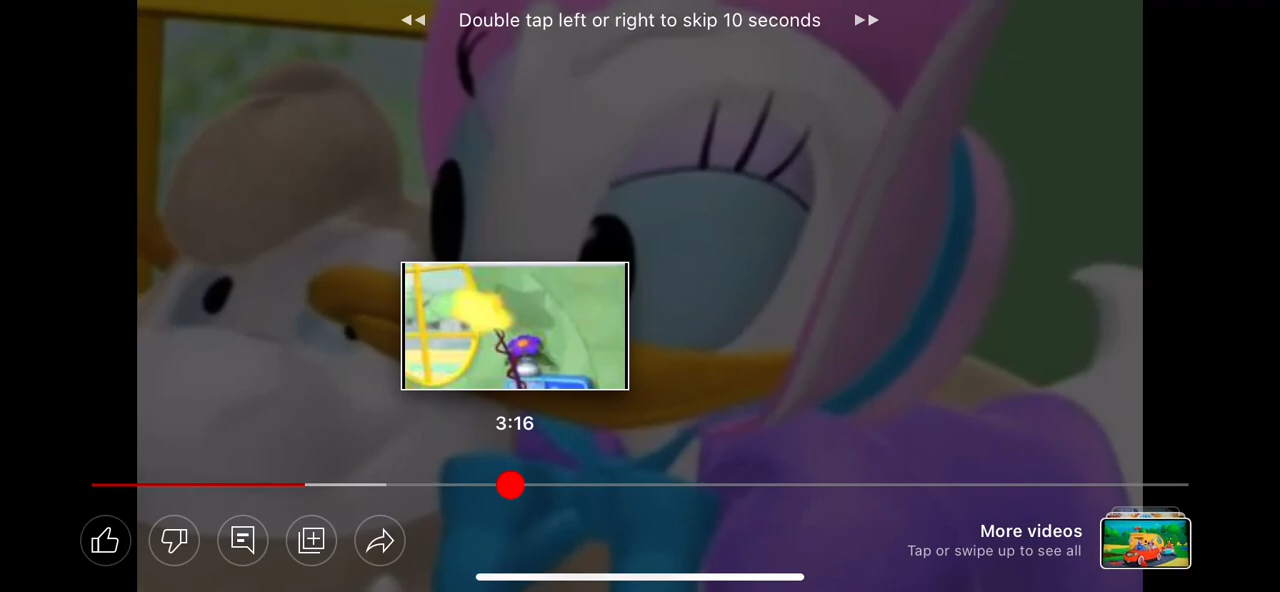 Double tap left or right to skip 10 seconds
3:16
More videos
Tap or swipe up to see all